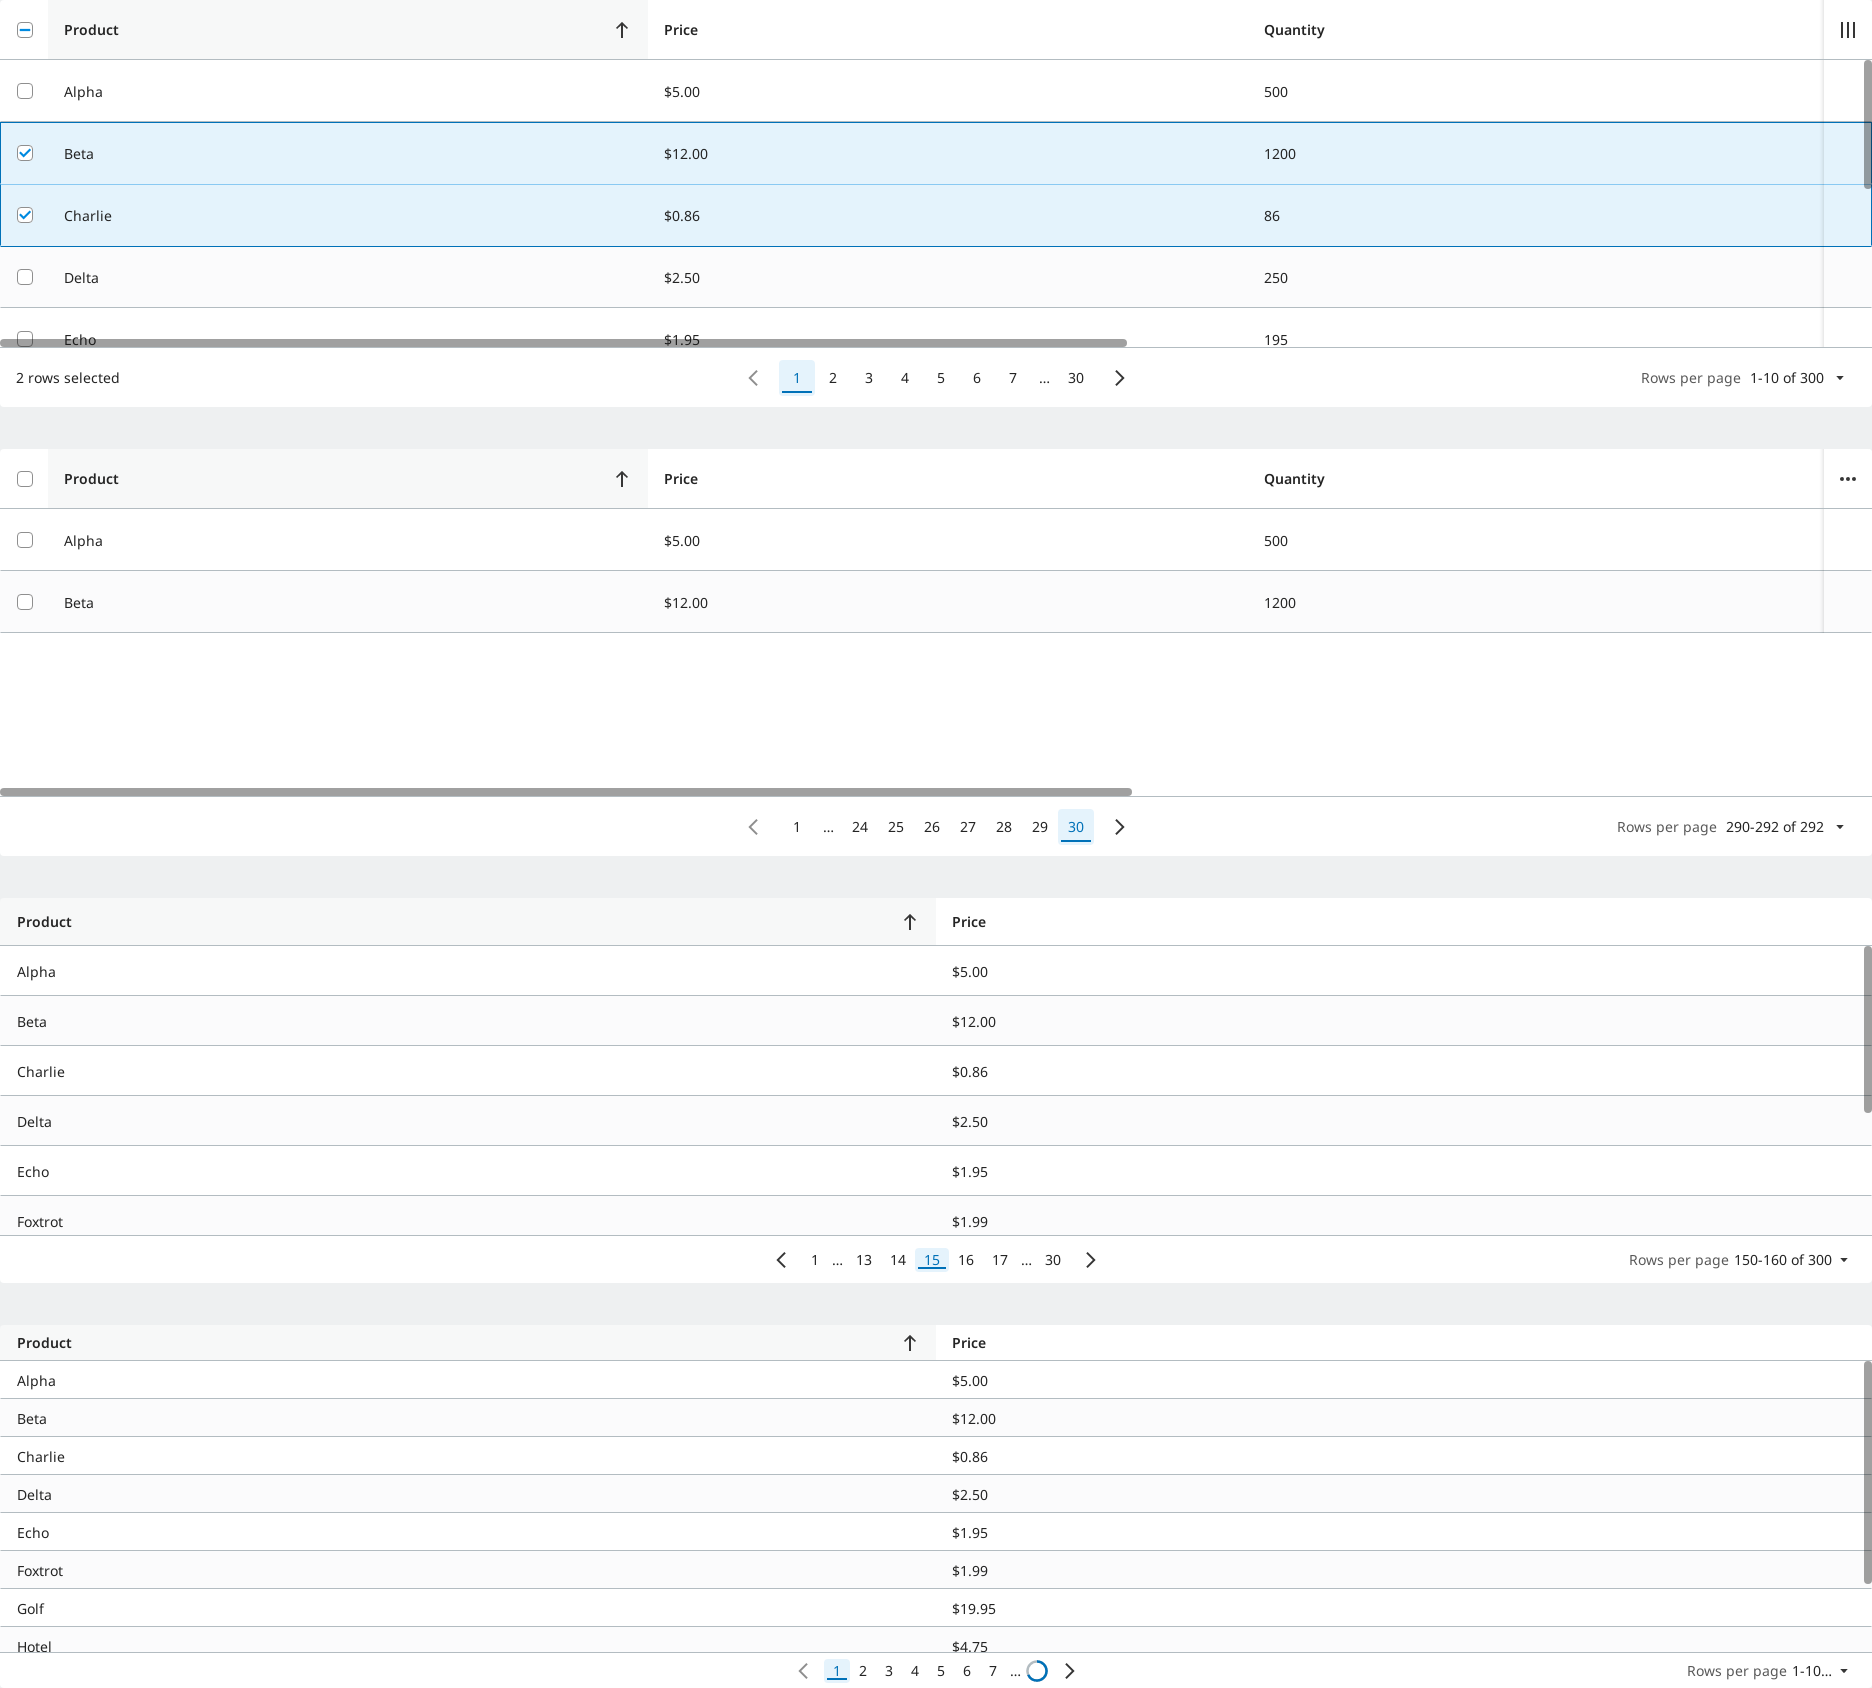 Product Price Quantity
Alpha $5.00 500
Beta $12.00 1200
Charlie $0.86 86
Delta $2.50 250
Echo $1.95 195
2 rows selected 1 2 3 4 5 6 7 ... 30 Rows per page 1-10 of 300
Product Price Quantity
Alpha $5.00 500
Beta $12.00 1200
1 ... 24 25 26 27 28 29 30 Rows per page 290-292 of 292
Product Price
Alpha $5.00
Beta $12.00
Charlie $0.86
Delta $2.50
Echo $1.95
Foxtrot $1.99
1 ... 13 14 15 16 17 ... 30 Rows per page 150-160 of 300
Product Price
Alpha $5.00
Beta $12.00
Charlie $0.86
Delta $2.50
Echo $1.95
Foxtrot $1.99
Golf $19.95
Hotel $4.75
1 2 3 4 5 6 7 ... Rows per page 1-10...